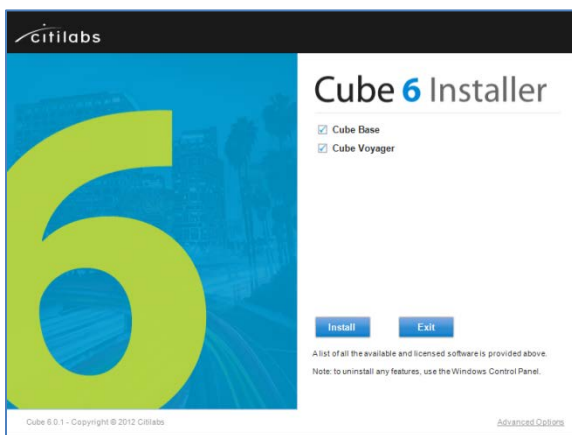 citilabs
6
Cube 6 Installer
Cube Base
Cube Voyager
Install
Exit
A list of all the available and licensed software is provided above.
Note: to uninstall any features, use the Windows Control Panel.
Cube 6.0.1 - Copyright © 2012 Citilabs
Advanced Options